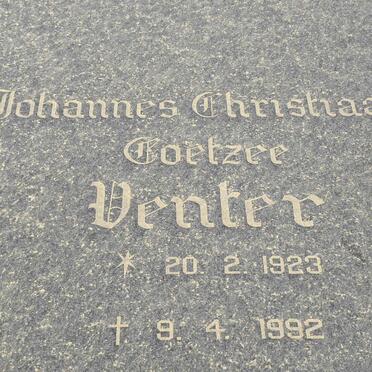 Johannes Christiaa
Coetzee
Venter
* 20. 2. 1923
† 9. 4. 1992